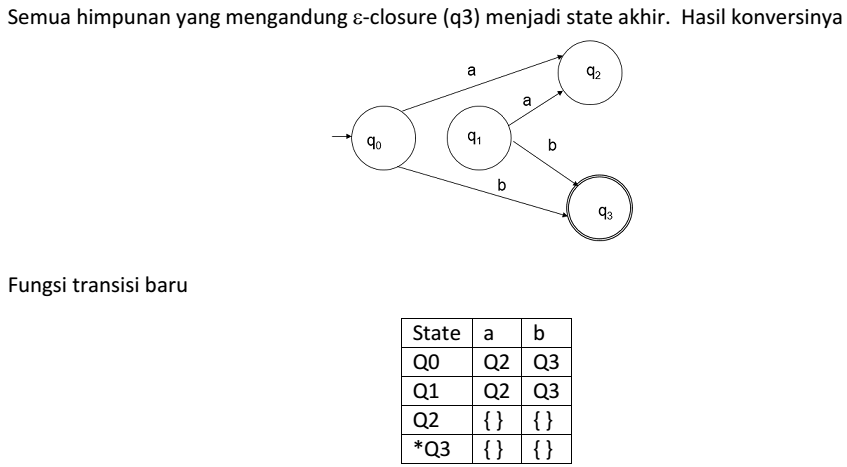 Semua himpunan yang mengandung ε-closure (q3) menjadi state akhir.  Hasil konversinya
a
q2
a
q0
q1
b
b
q3
Fungsi transisi baru
State a b
Q0 Q2 Q3
Q1 Q2 Q3
Q2 { } { }
*Q3 { } { }